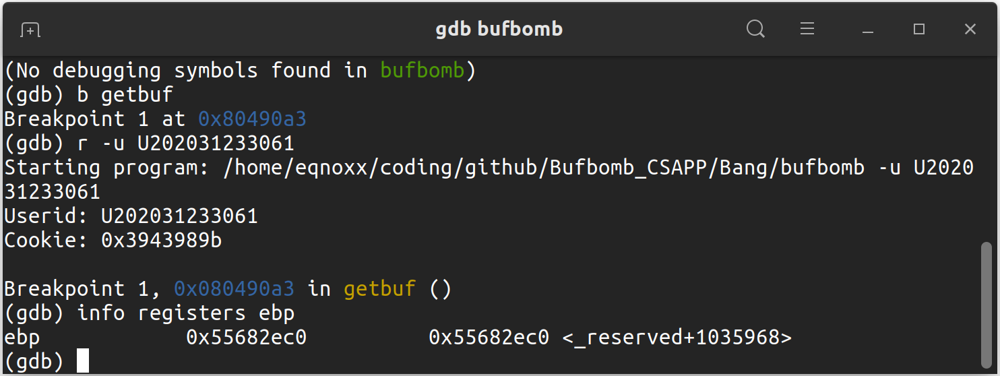 gdb bufbomb
(No debugging symbols found in bufbomb)
(gdb) b getbuf
Breakpoint 1 at 0x80490a3
(gdb) r -u U202031233061
Starting program: /home/eqnoxx/coding/github/Bufbomb_CSAPP/Bang/bufbomb -u U2020
31233061
Userid: U202031233061
Cookie: 0x3943989b
Breakpoint 1, 0x080490a3 in getbuf ()
(gdb) info registers ebp
ebp            0x55682ec0          0x55682ec0 <_reserved+1035968>
(gdb)